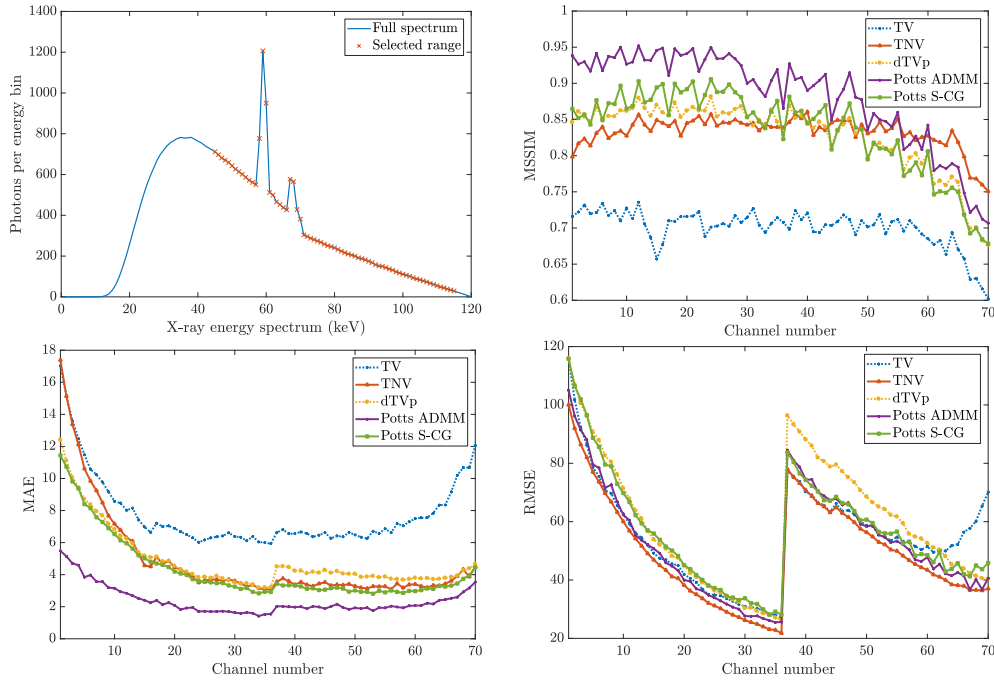 Photons per energy bin
1400
1200
1000
800
600
400
200
0
0 20 40 60 80 100 120
X-ray energy spectrum (keV)
Full spectrum
Selected range
MSSIM
1
0.95
0.9
0.85
0.8
0.75
0.7
0.65
0.6
10 20 30 40 50 60 70
Channel number
TV
TNV
dTVp
Potts ADMM
Potts S-CG
MAE
18
16
14
12
10
8
6
4
2
0
10 20 30 40 50 60 70
Channel number
TV
TNV
dTVp
Potts ADMM
Potts S-CG
RMSE
120
100
80
60
40
20
10 20 30 40 50 60 70
Channel number
TV
TNV
dTVp
Potts ADMM
Potts S-CG